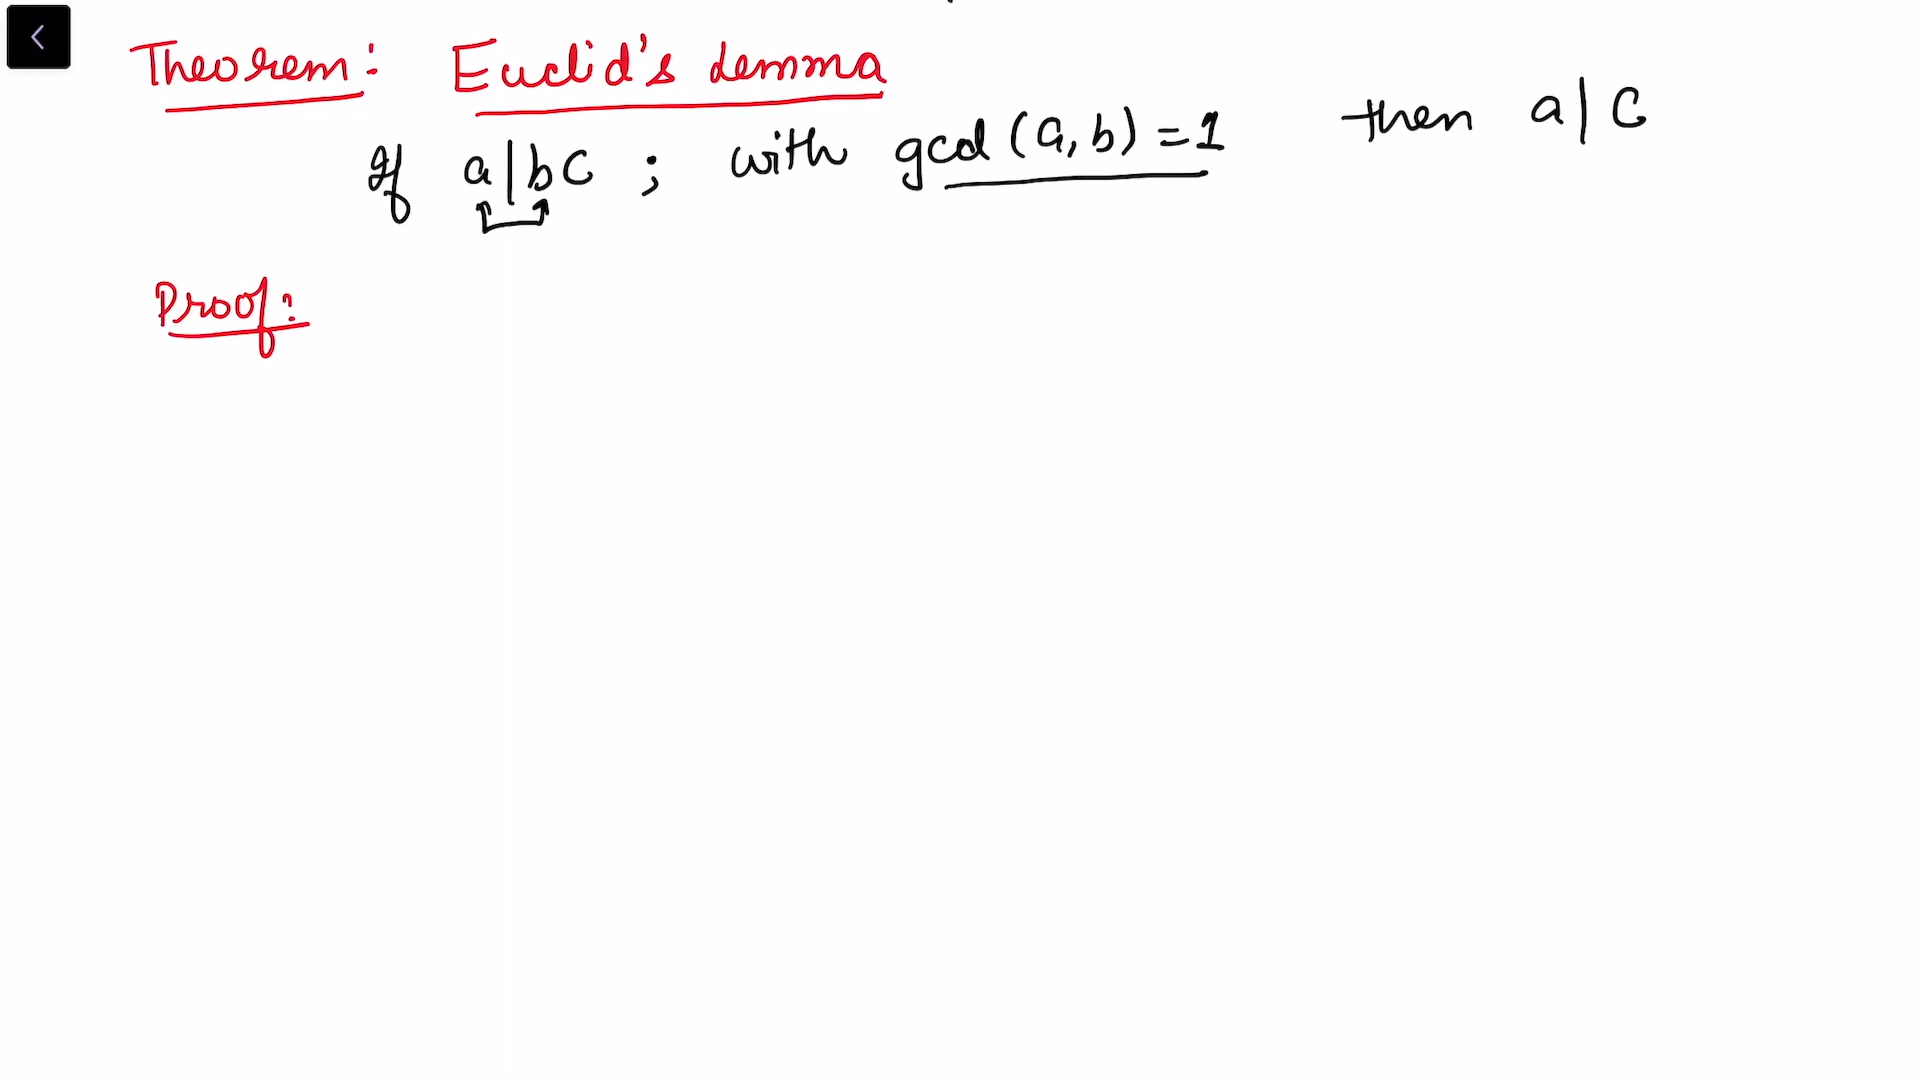 Theorem: Euclid's Lemma
If a|bc ; with gcd (a, b) = 1 then a|c
Proof: